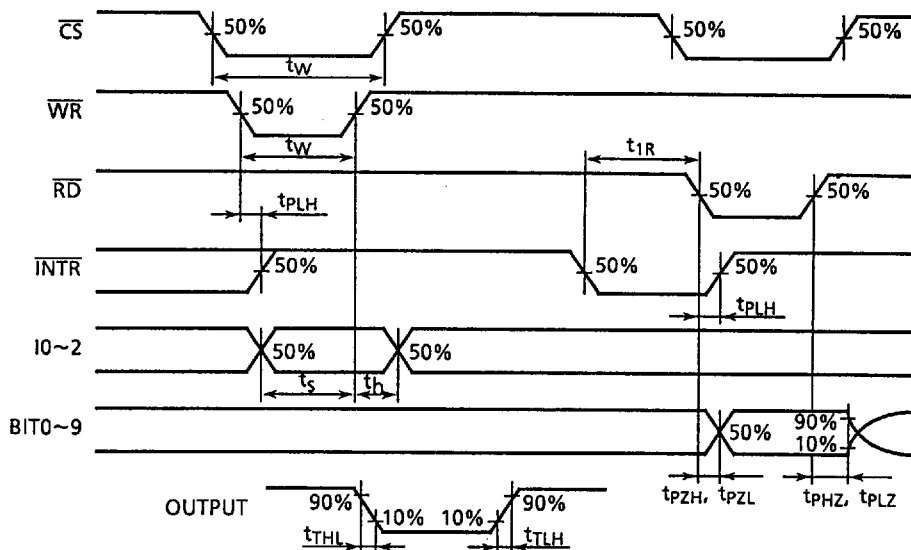 CS 50% 50% 50% 50%
tW
WR 50% 50%
tW t1R
RD tPLH 50% 50%
INTR 50% 50% 50%
tPLH
I0~2 50% 50%
ts th
BIT0~9 50% 90%
10%
OUTPUT 90% 10% 10% 90% tPZH, tPZL tPHZ, tPLZ
tTHL tTLH